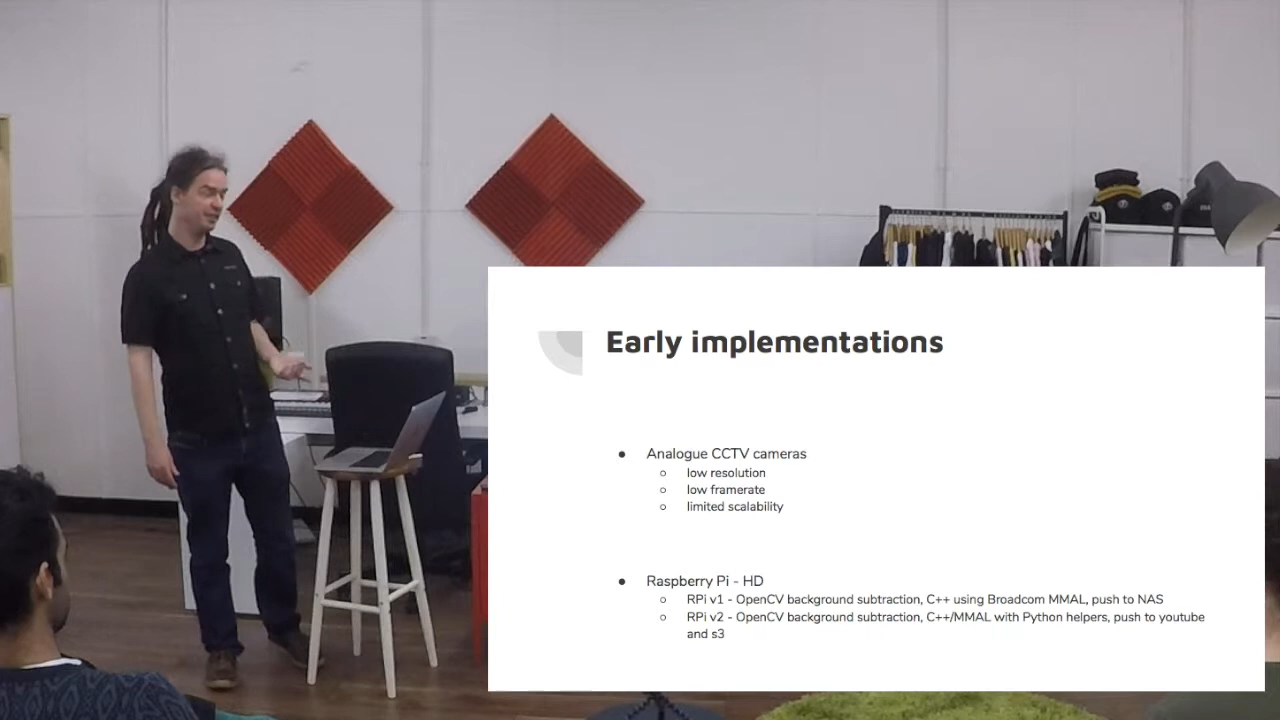 Early implementations
● Analogue CCTV cameras
○ low resolution
○ low framerate
○ limited scalability
● Raspberry Pi - HD
○ RPi v1 - OpenCV background subtraction, C++ using Broadcom MMAL, push to NAS
○ RPi v2 - OpenCV background subtraction, C++/MMAL with Python helpers, push to youtube
and s3